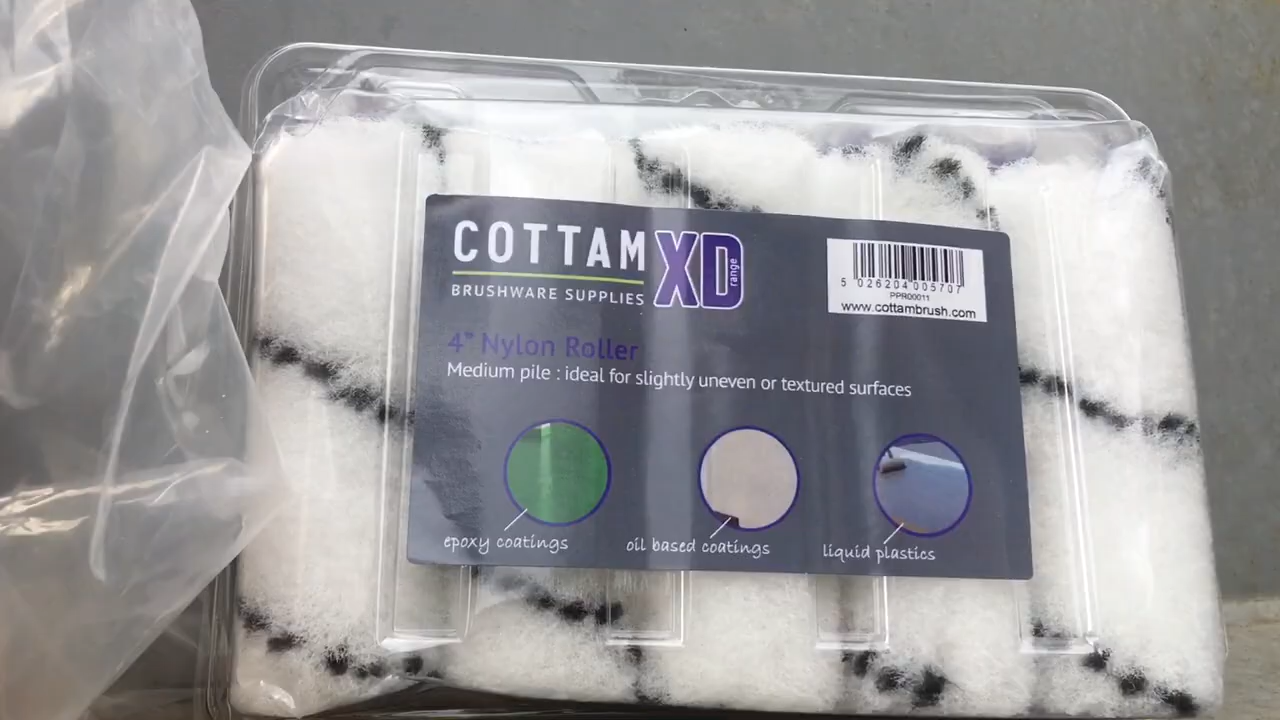 COTTAM XD range
BRUSHWARE SUPPLIES
5 026204 005707
PPR00011
www.cottambrush.com
4" Nylon Roller
Medium pile : ideal for slightly uneven or textured surfaces
epoxy coatings
oil based coatings
liquid plastics